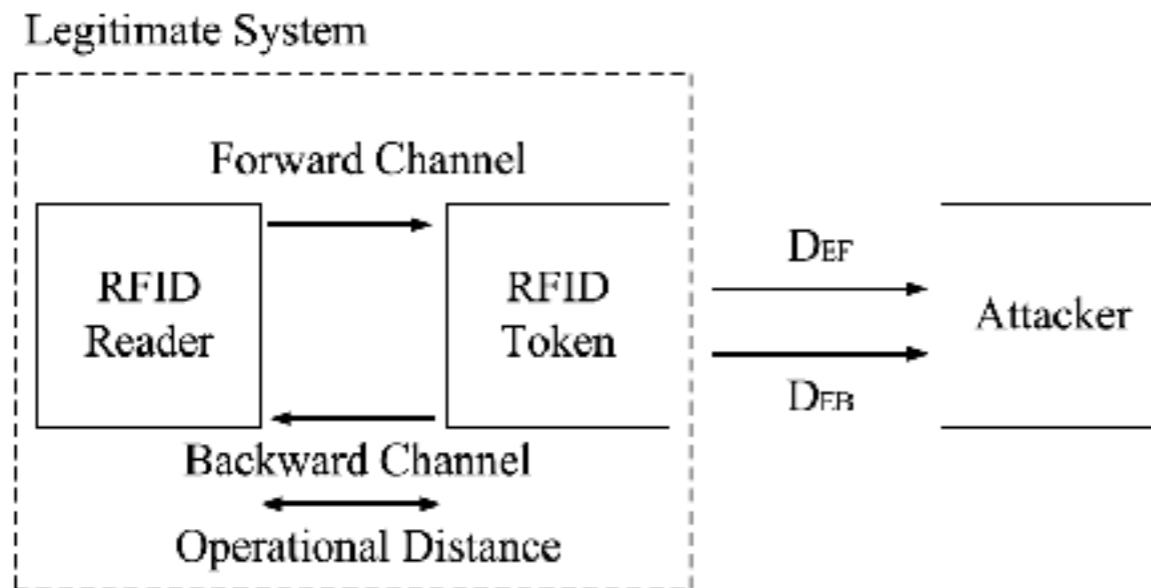 Legitimate System
Forward Channel
RFID
Reader
RFID
Token
DEF
Attacker
DEB
Backward Channel
Operational Distance